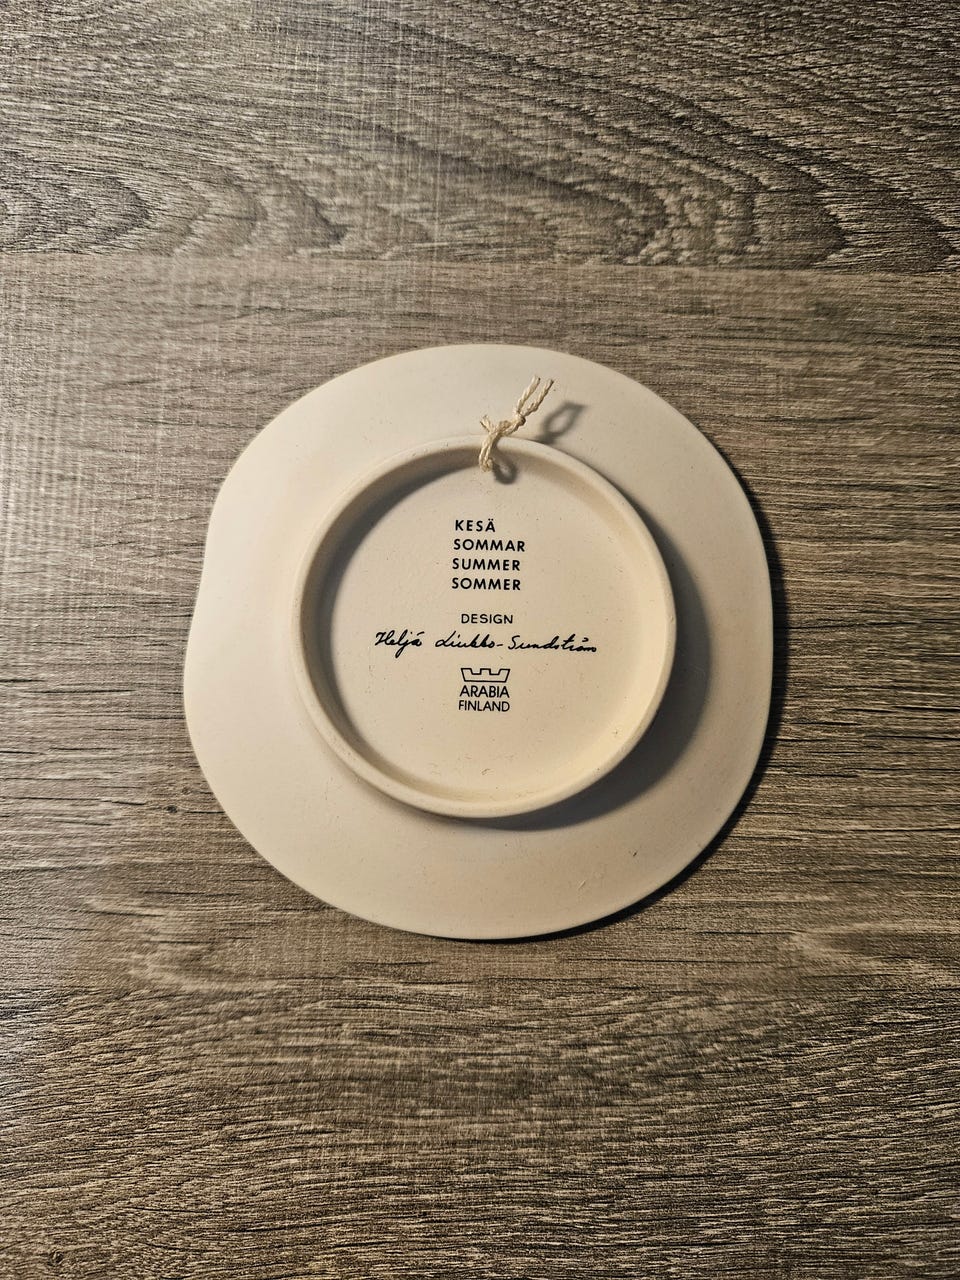 KESÄ
SOMMAR
SUMMER
SOMMER
DESIGN
Heljä Liukko-Sundström
ARABIA
FINLAND